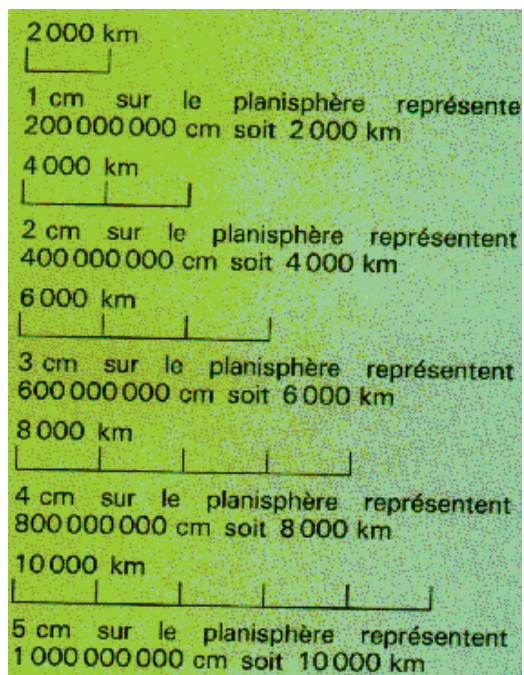 2 000 km
1 cm sur le planisphère représente
200 000 000 cm soit 2 000 km
4 000 km
2 cm sur le planisphère représentent
400 000 000 cm soit 4 000 km
6 000 km
3 cm sur le planisphère représentent
600 000 000 cm soit 6 000 km
8 000 km
4 cm sur le planisphère représentent
800 000 000 cm soit 8 000 km
10 000 km
5 cm sur le planisphère représentent
1 000 000 000 cm soit 10 000 km